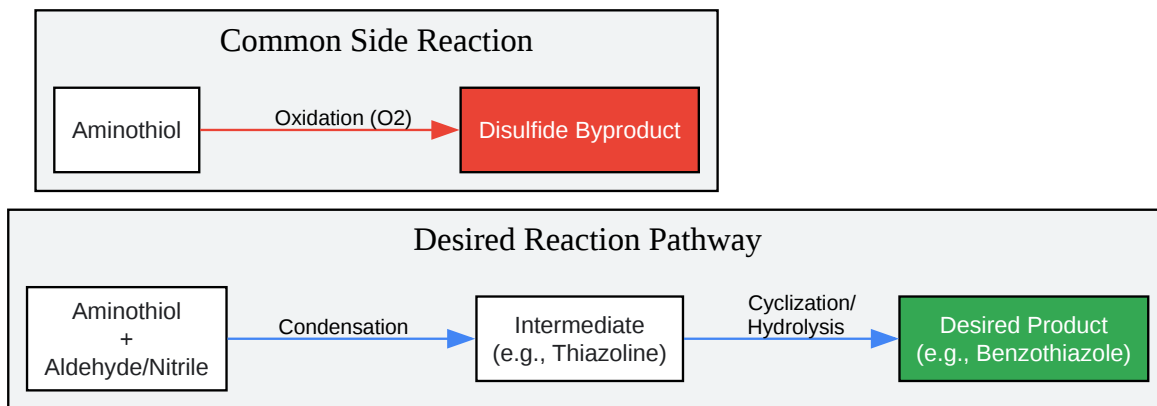 Common Side Reaction
Aminothiol
Oxidation (O2)
Disulfide Byproduct
Desired Reaction Pathway
Aminothiol
+
Aldehyde/Nitrile
Condensation
Intermediate
(e.g., Thiazoline)
Cyclization/
Hydrolysis
Desired Product
(e.g., Benzothiazole)